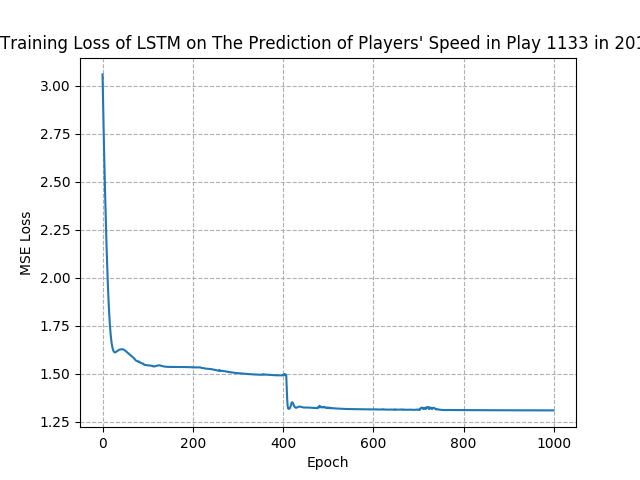 Training Loss of LSTM on The Prediction of Players' Speed in Play 1133 in 201
3.00
2.75
2.50
2.25
2.00
1.75
1.50
1.25
MSE Loss
0 200 400 600 800 1000
Epoch